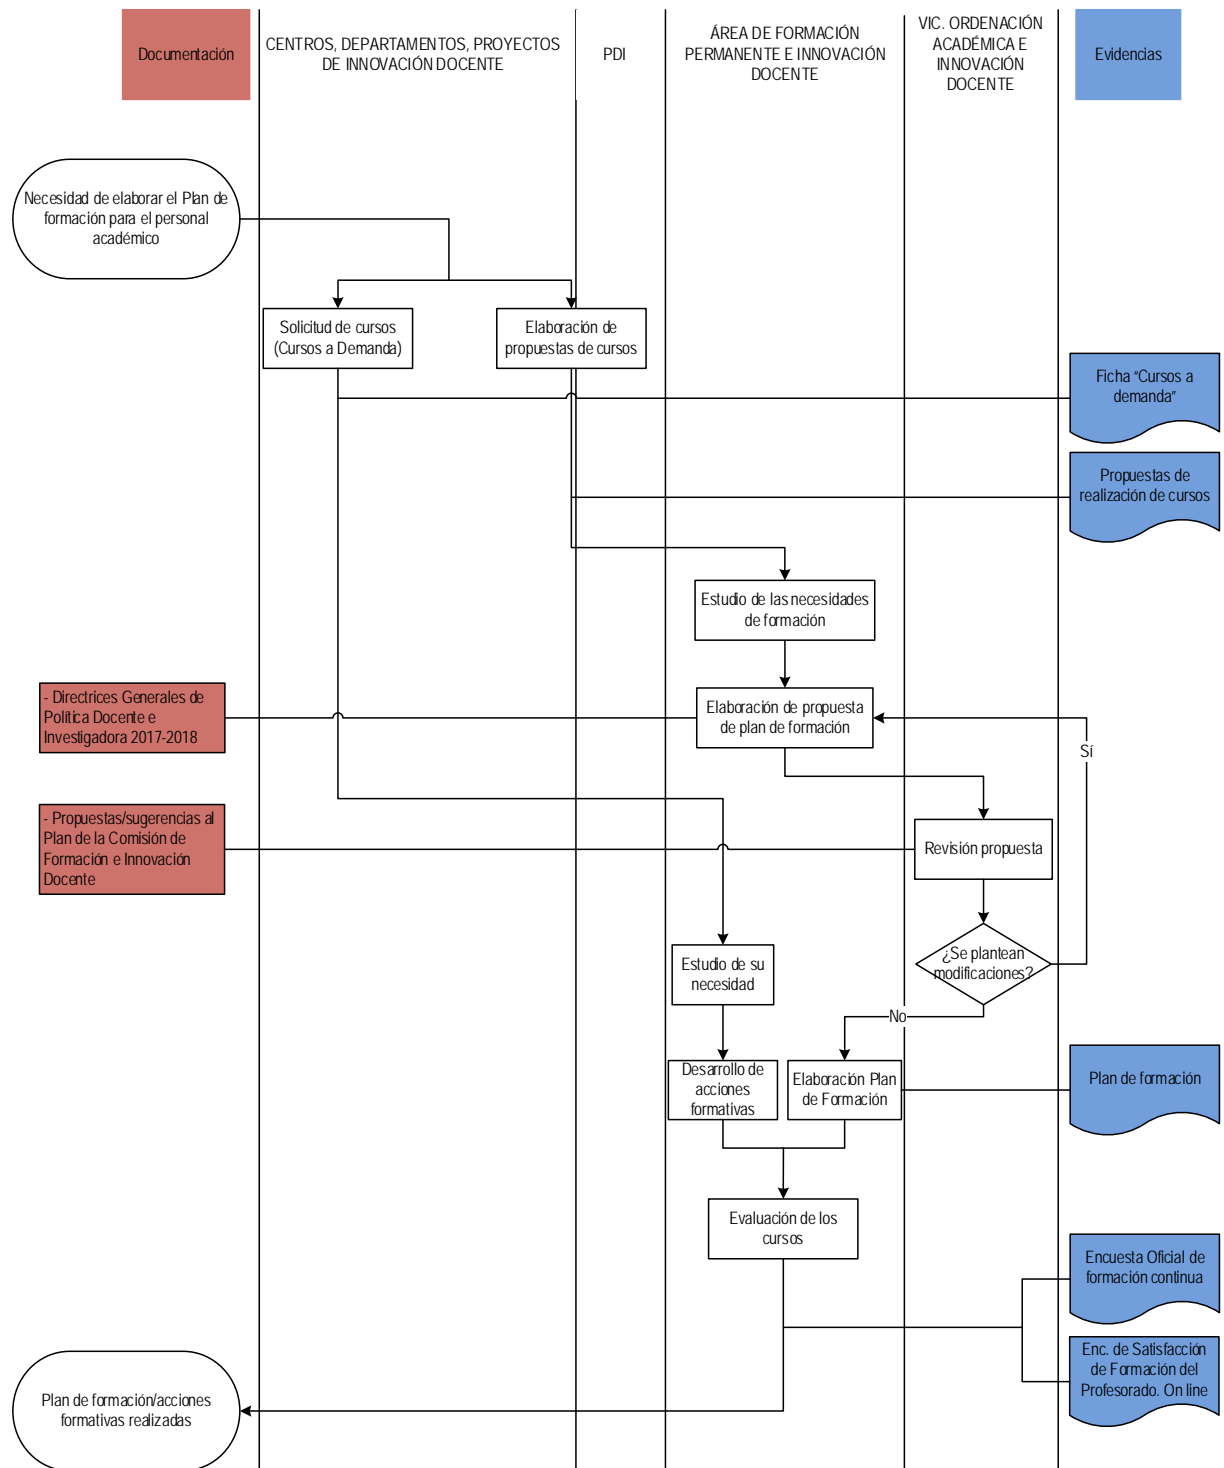 Documentación
CENTROS, DEPARTAMENTOS, PROYECTOS
DE INNOVACIÓN DOCENTE
PDI
ÁREA DE FORMACIÓN
PERMANENTE E INNOVACIÓN
DOCENTE
VIC. ORDENACIÓN
ACADÉMICA E
INNOVACIÓN
DOCENTE
Evidencias
Necesidad de elaborar el Plan de
formación para el personal
académico
Solicitud de cursos
(Cursos a Demanda)
Elaboración de
propuestas de cursos
Ficha "Cursos a
demanda"
Propuestas de
realización de cursos
Estudio de las necesidades
de formación
- Directrices Generales de
Política Docente e
Investigadora 2017-2018
Elaboración de propuesta
de plan de formación
Sí
- Propuestas/sugerencias al
Plan de la Comisión de
Formación e Innovación
Docente
Revisión propuesta
¿Se plantean
modificaciones?
Estudio de su
necesidad
No
Desarrollo de
acciones
formativas
Elaboración Plan
de Formación
Plan de formación
Evaluación de los
cursos
Encuesta Oficial de
formación continua
Enc. de Satisfacción
de Formación del
Profesorado. On line
Plan de formación/acciones
formativas realizadas